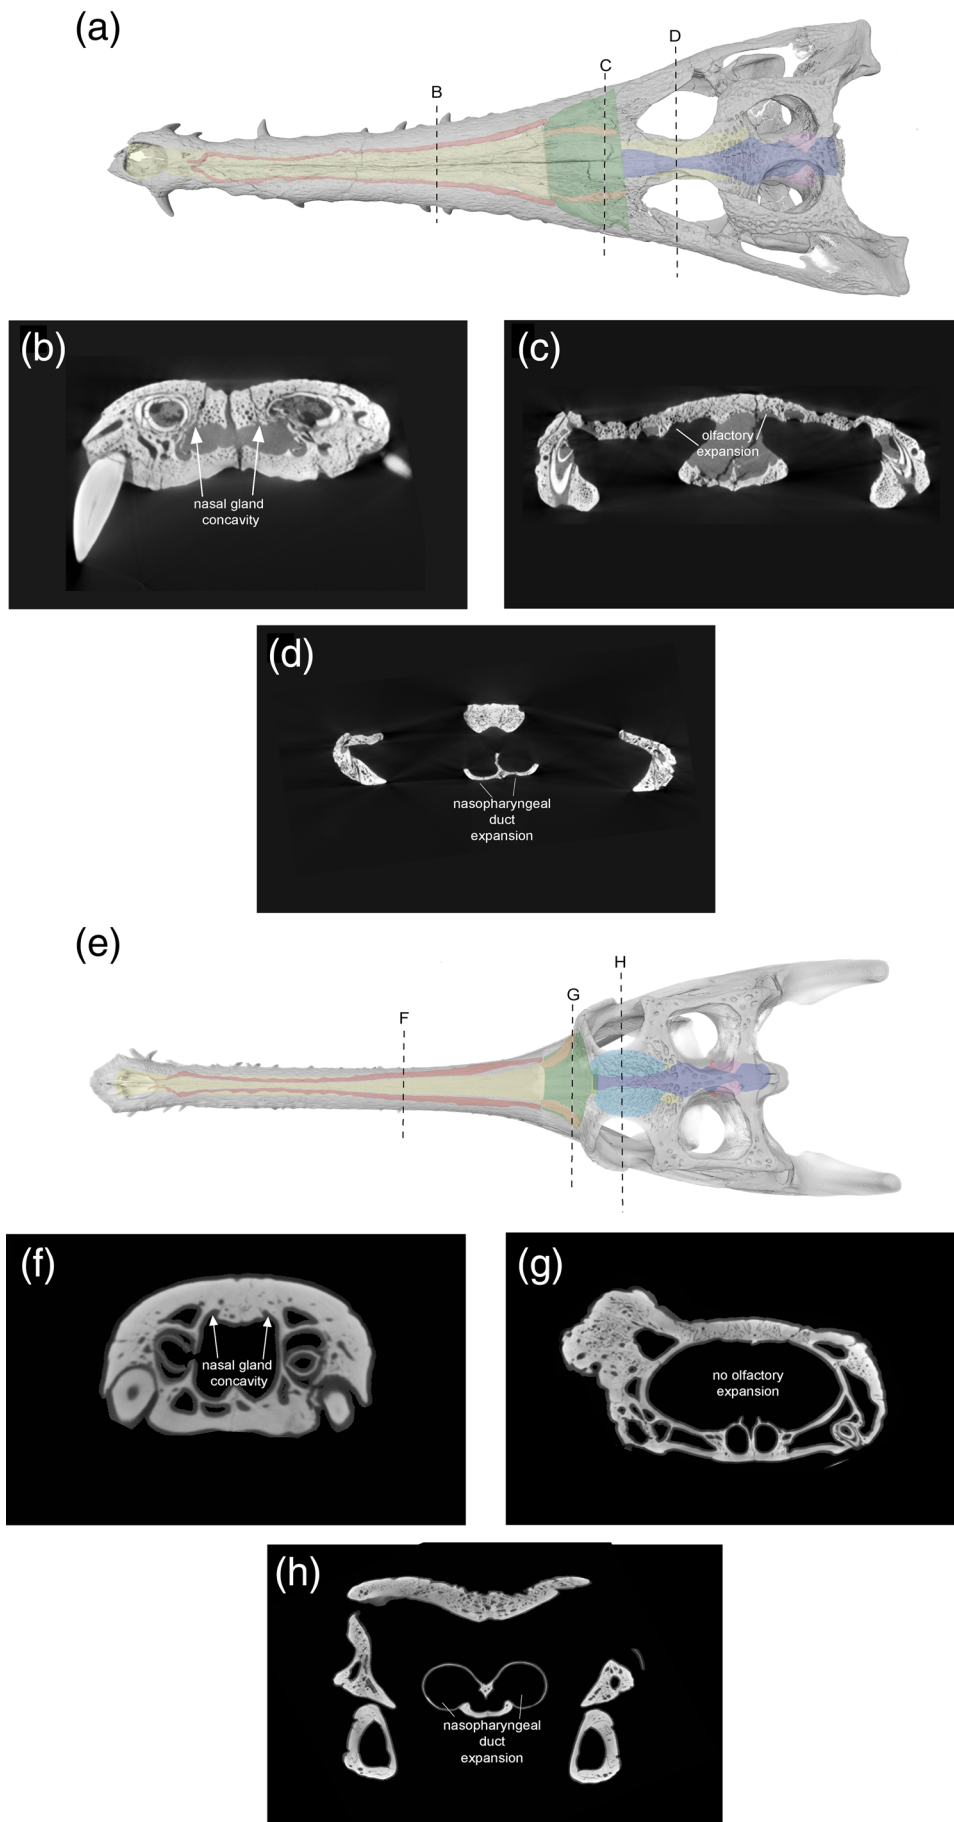 (a)
B
C
D
(b)
nasal gland
concavity
(c)
olfactory
expansion
(d)
nasopharyngeal
duct
expansion
(e)
F
G
H
(f)
nasal gland
concavity
(g)
no olfactory
expansion
(h)
nasopharyngeal
duct
expansion